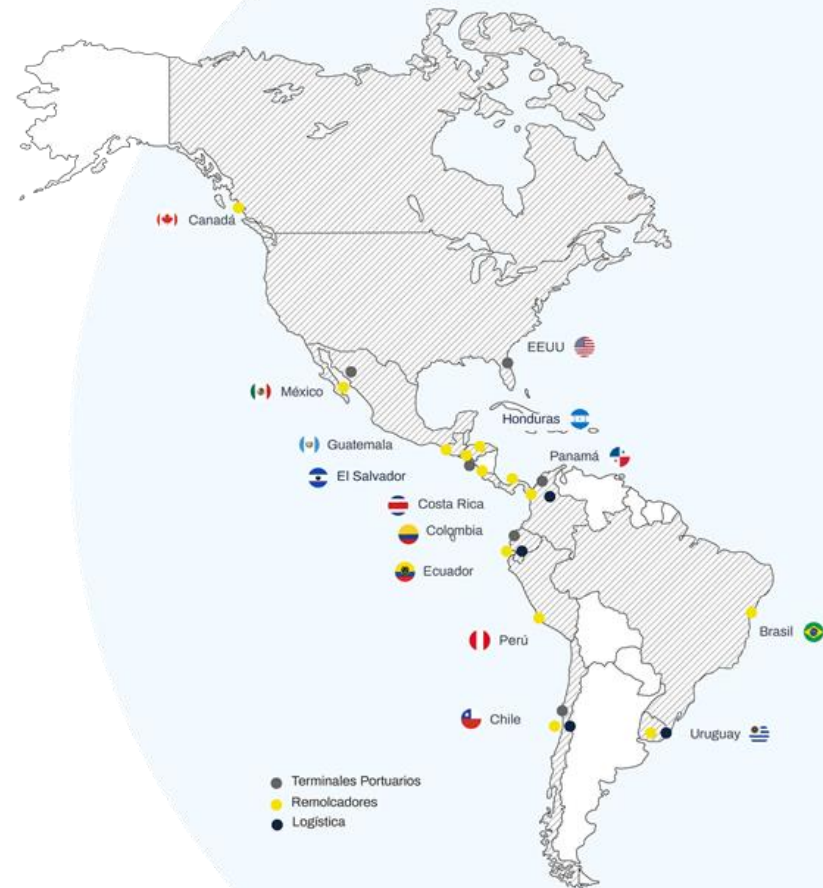 Canadá
EEUU
México
Honduras
Guatemala
Panamá
El Salvador
Costa Rica
Colombia
Ecuador
Brasil
Perú
Chile
Uruguay
Terminales Portuarios
Remolcadores
Logística